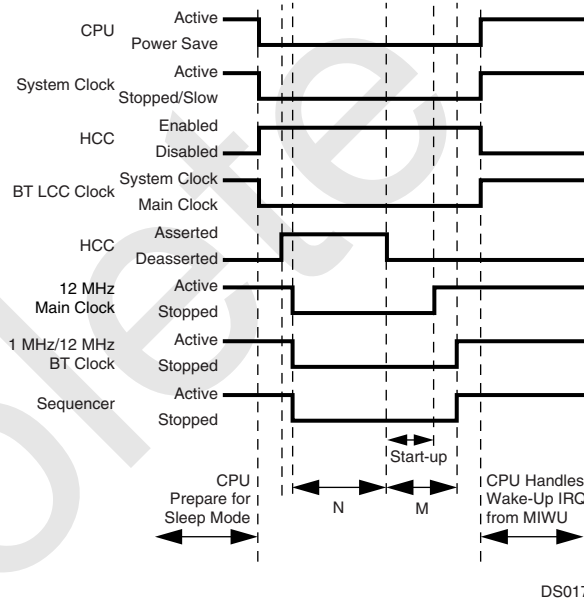 CPU
Active
Power Save
System Clock
Active
Stopped/Slow
HCC
Enabled
Disabled
BT LCC Clock
System Clock
Main Clock
HCC
Asserted
Deasserted
12 MHz
Main Clock
Active
Stopped
1 MHz/12 MHz
BT Clock
Active
Stopped
Sequencer
Active
Stopped
Start-up
CPU
Prepare for
Sleep Mode
N
M
CPU Handles
Wake-Up IRQ
from MIWU
DS017